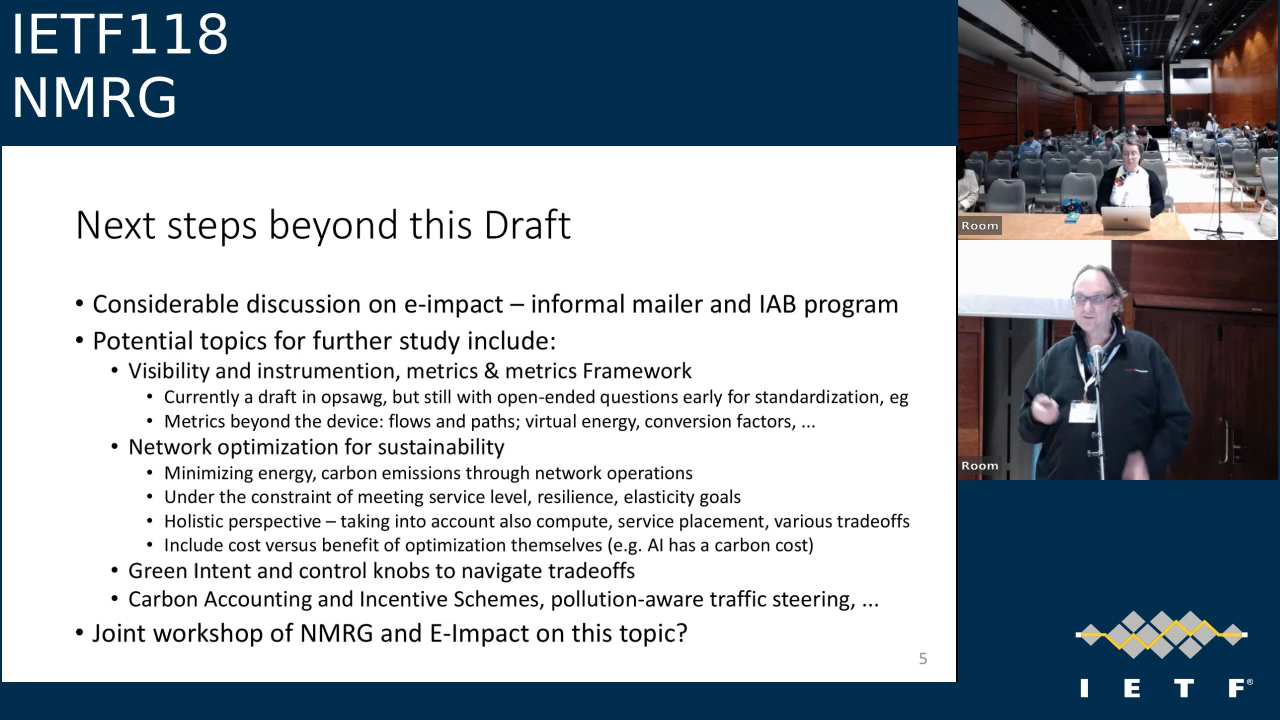 IETF118
NMRG
Next steps beyond this Draft
• Considerable discussion on e-impact – informal mailer and IAB program
• Potential topics for further study include:
• Visibility and instrumention, metrics & metrics Framework
• Currently a draft in opsawg, but still with open-ended questions early for standardization, eg
• Metrics beyond the device: flows and paths; virtual energy, conversion factors, ...
• Network optimization for sustainability
• Minimizing energy, carbon emissions through network operations
• Under the constraint of meeting service level, resilience, elasticity goals
• Holistic perspective – taking into account also compute, service placement, various tradeoffs
• Include cost versus benefit of optimization themselves (e.g. AI has a carbon cost)
• Green Intent and control knobs to navigate tradeoffs
• Carbon Accounting and Incentive Schemes, pollution-aware traffic steering, ...
• Joint workshop of NMRG and E-Impact on this topic?
5
Room
Room
I E T F®